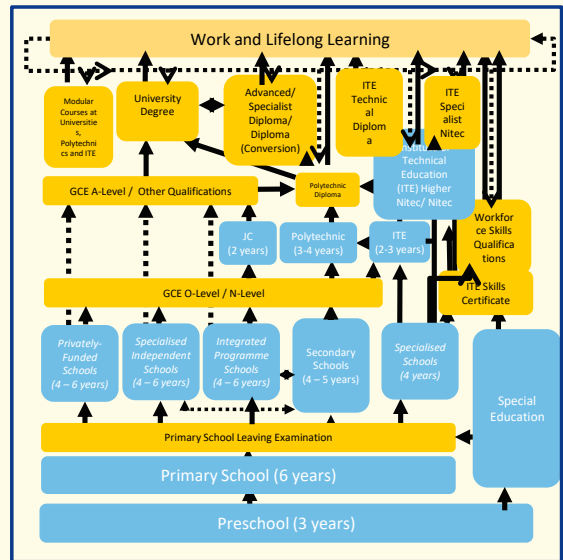 Work and Lifelong Learning
Modular
Courses at
Universitie
s, Polytech
nics and ITE
University
Degree
Advanced/
Specialist
Diploma/
Diploma
(Conversion)
ITE
Technic
al
Diplom
a
ITE
Speci
alist
Nitec
Technical
Education
(ITE) Higher
Nitec/ Nitec
GCE A-Level / Other Qualifications
Polytechnic
Diploma
Workfor
ce Skills
Qualifica
tions
JC
(2 years)
Polytechnic
(3-4 years)
ITE
(2-3 years)
ITE Skills
Certificate
GCE O-Level / N-Level
Privately-
Funded
Schools
(4 – 6 years)
Specialised
Independent
Schools
(4 – 6 years)
Integrated
Programme
Schools
(4 – 6 years)
Secondary
Schools
(4 – 5 years)
Specialised
Schools
(4 years)
Special
Education
Primary School Leaving Examination
Primary School (6 years)
Preschool (3 years)